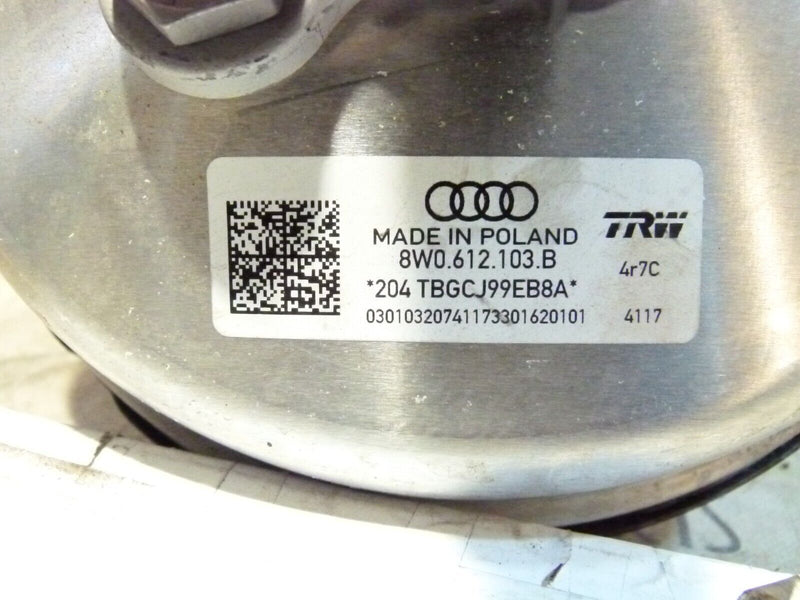 MADE IN POLAND
TRW
8W0.612.103.B
4r7C
*204 TBGCJ99EB8A*
03010320741173301620101
4117